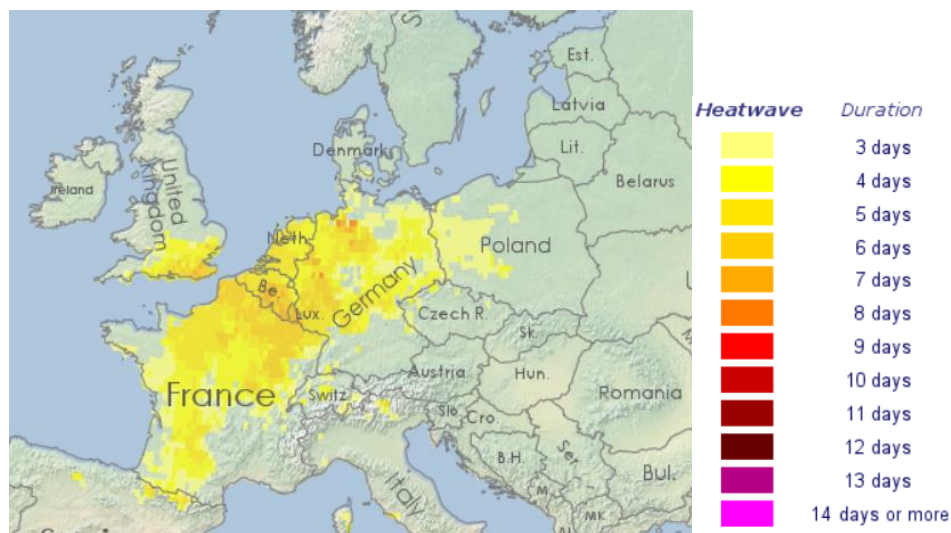 Est.
Latvia
Lit.
Denmark
Belarus
Ireland
United
Kingdom
Neth.
Poland
Be.
Germany
Lux.
Czech R.
Sk.
France
Switz
Austria
Hun.
Slo.
Cro.
Romania
B.H.
Ser.
Italy
M.
Bul.
MK
Heatwave Duration
3 days
4 days
5 days
6 days
7 days
8 days
9 days
10 days
11 days
12 days
13 days
14 days or more